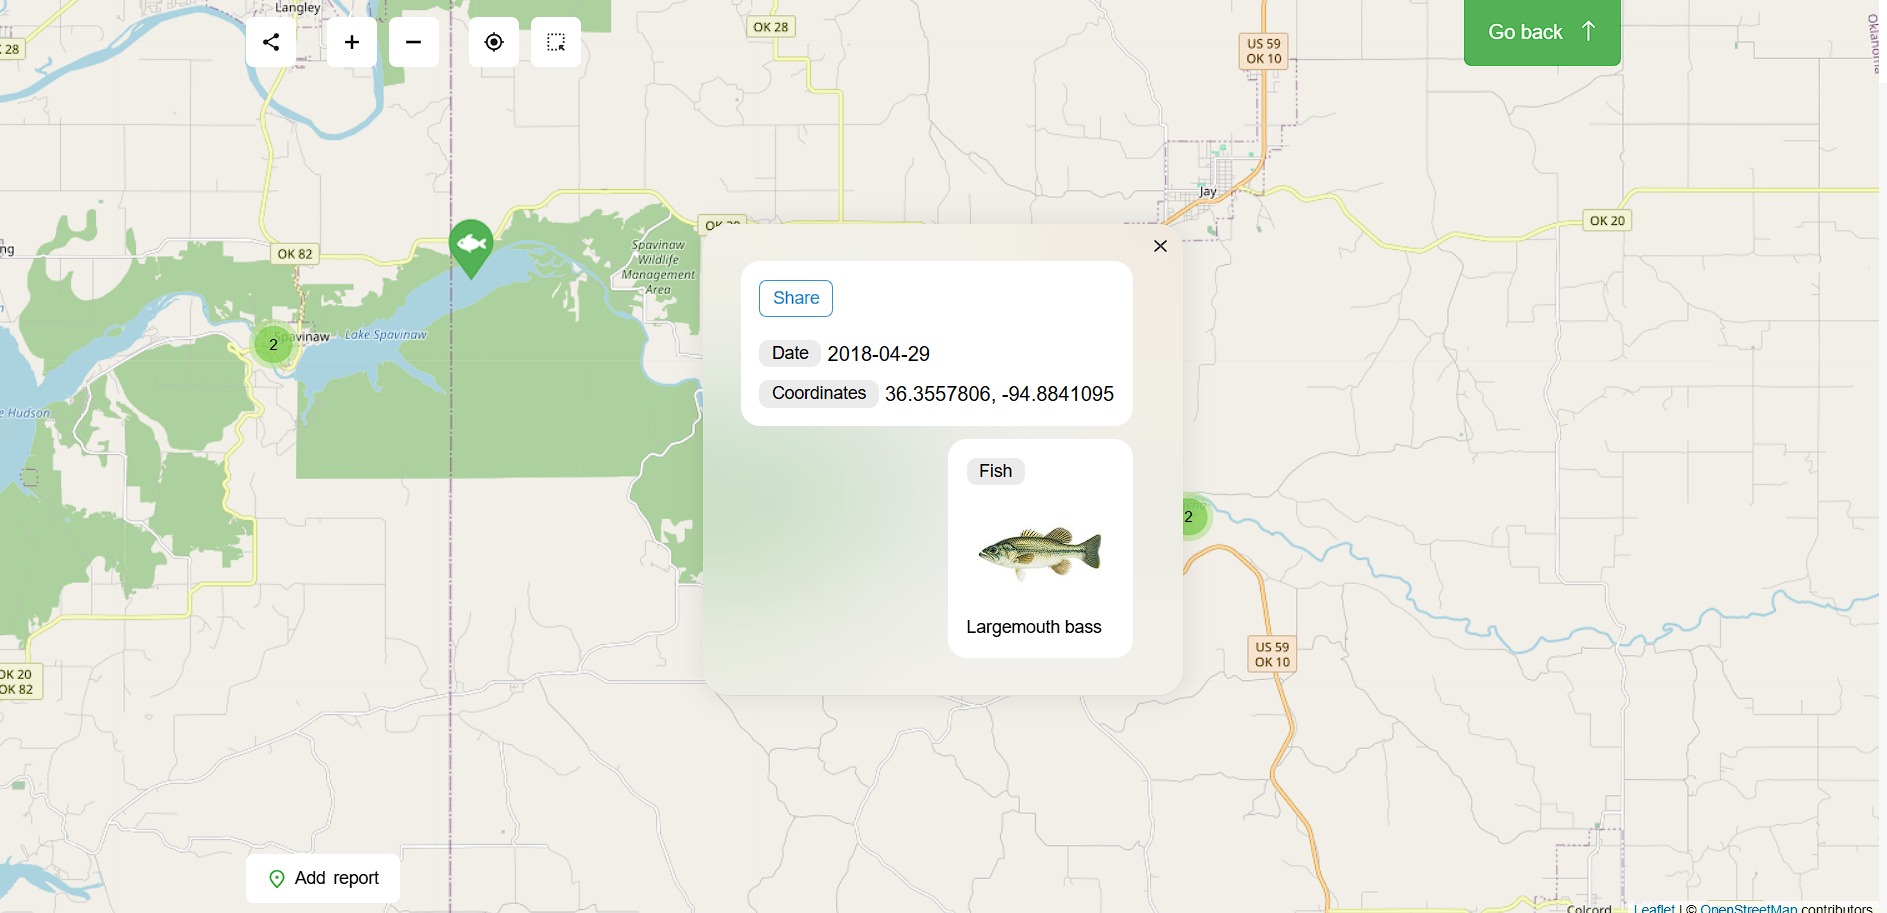 Langley
OK 28
US 59
OK 10
Go back
28
Jay
OK 20
OK 82
Spavinaw
Wildlife
Management
Area
Share
2
Spavinaw
Lake Spavinaw
Date 2018-04-29
Coordinates 36.3557806, -94.8841095
Hudson
Fish
2
Largemouth bass
US 59
OK 10
OK 20
OK 82
Add report
Colcord
Leaflet | © OpenStreetMap contributors